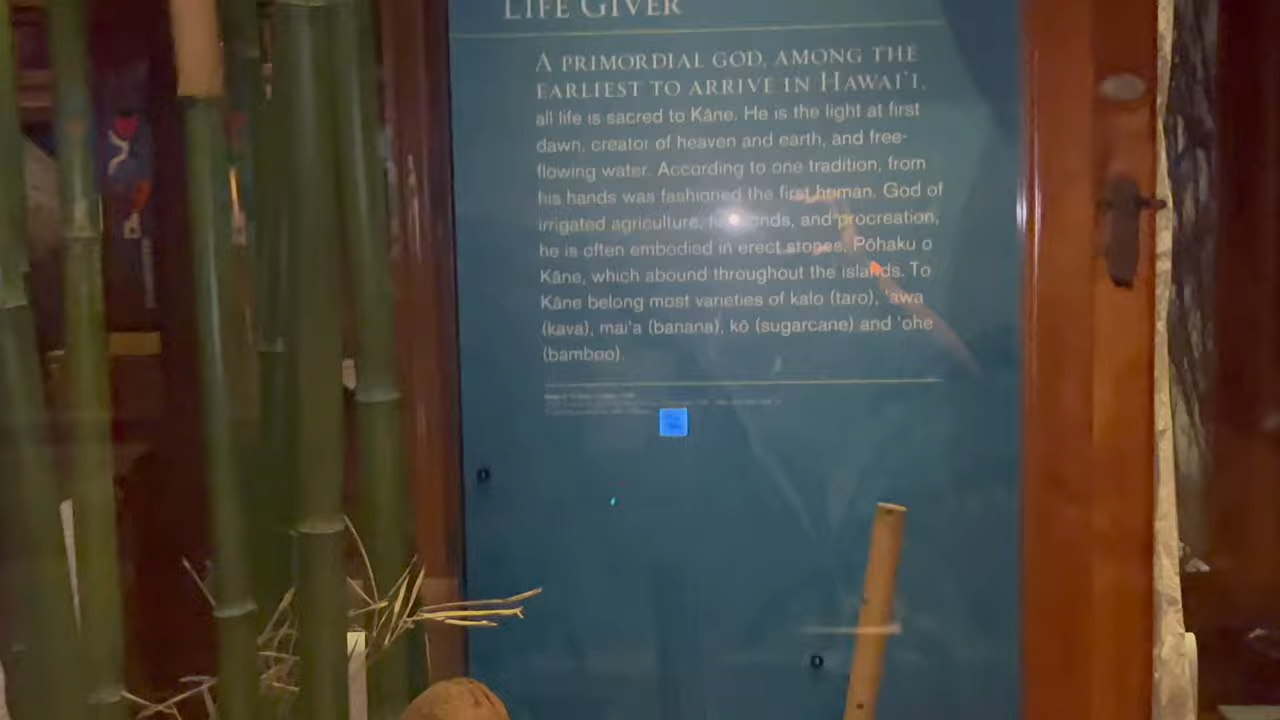 LIFE GIVER
A PRIMORDIAL GOD, AMONG THE
EARLIEST TO ARRIVE IN HAWAIʻI,
all life is sacred to Kāne. He is the light at first
dawn, creator of heaven and earth, and free-
flowing water. According to one tradition, from
his hands was fashioned the first human. God of
irrigated agriculture, and procreation,
he is often embodied in erect stones, Pōhaku o
Kāne, which abound throughout the islands. To
Kāne belong most varieties of kalo (taro), ʻawa
(kava), maiʻa (banana), kō (sugarcane) and ʻohe
(bamboo).